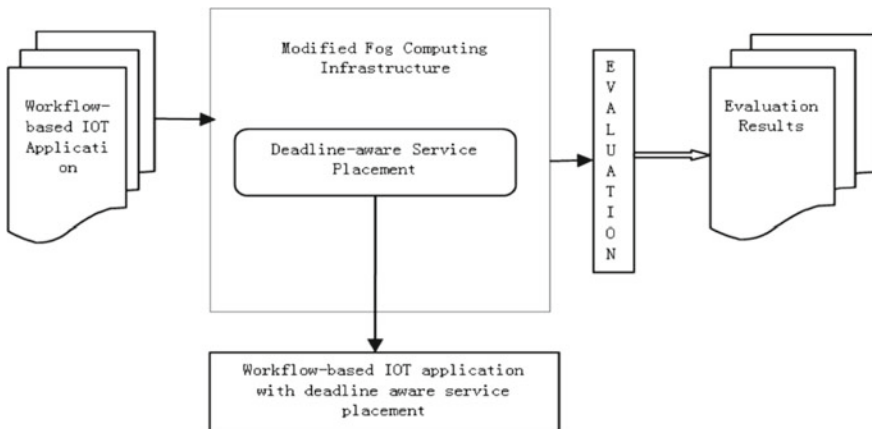 Modified Fog Computing
Infrastructure
Workflow-
based IOT
Applicati
on
Deadline-aware Service
Placement
E
V
A
L
U
A
T
I
O
N
Evaluation
Results
Workflow-based IOT application
with deadline aware service
placement